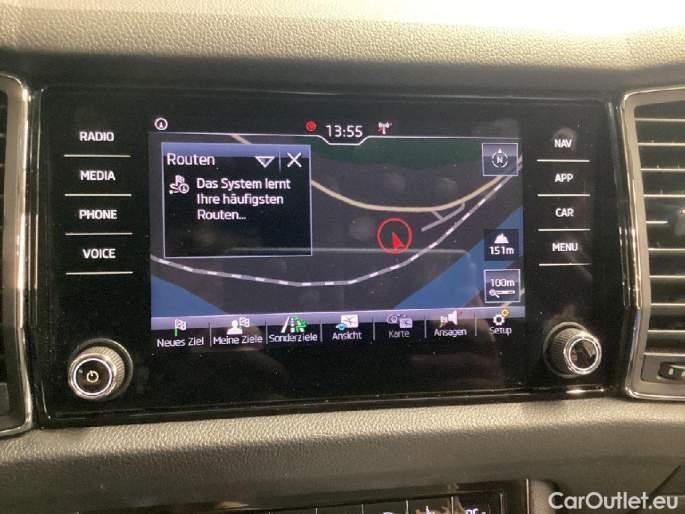 RADIO
MEDIA
PHONE
VOICE
13:55
Routen
Das System lernt
Ihre häufigsten
Routen...
N
151m
100m
Neues Ziel
Meine Ziele
Sonderziele
Ansicht
Karte
Ansagen
Setup
NAV
APP
CAR
MENU
CarOutlet.eu